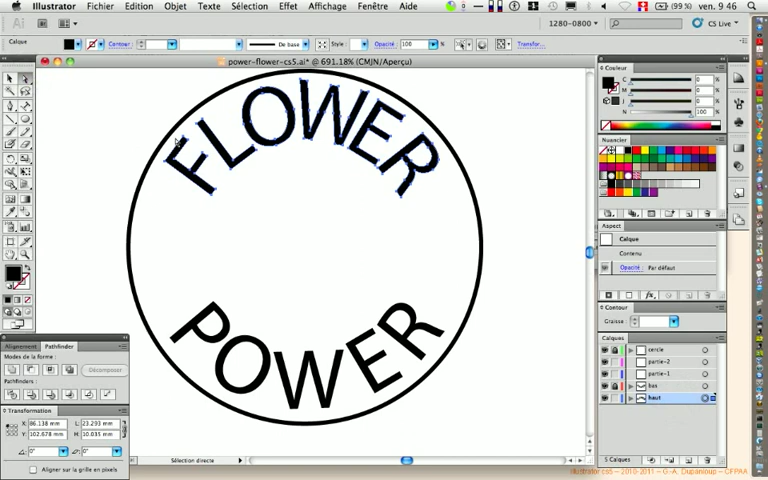 Illustrator Fichier Edition Objet Texte Sélection Effet Affichage Fenêtre Aide
ven. 9 46
1280-0800
CS Live
Calque
Contour :
De base
Style :
Opacité : 100 %
Transfor...
power-flower-cs5.ai* @ 691.18% (CMJN/Aperçu)
FLOWER
POWER
Couleur
C 0 %
M 0 %
J 0 %
N 100 %
Nuancier
Aspect
Calque
Contenu
Opacité : Par défaut
Contour
Graisse :
Calques
cercle
partie-2
partie-1
bas
haut
5 Calques
Alignement Pathfinder
Modes de la forme :
Décomposer
Pathfinders :
Transformation
X: 86.138 mm L: 23.293 mm
Y: 102.678 mm H: 10.035 mm
0° 0°
Aligner sur la grille en pixels
Sélection directe
Illustrator cs5 – 2010-2011 – G.-A. Dupanloup – CFPAA